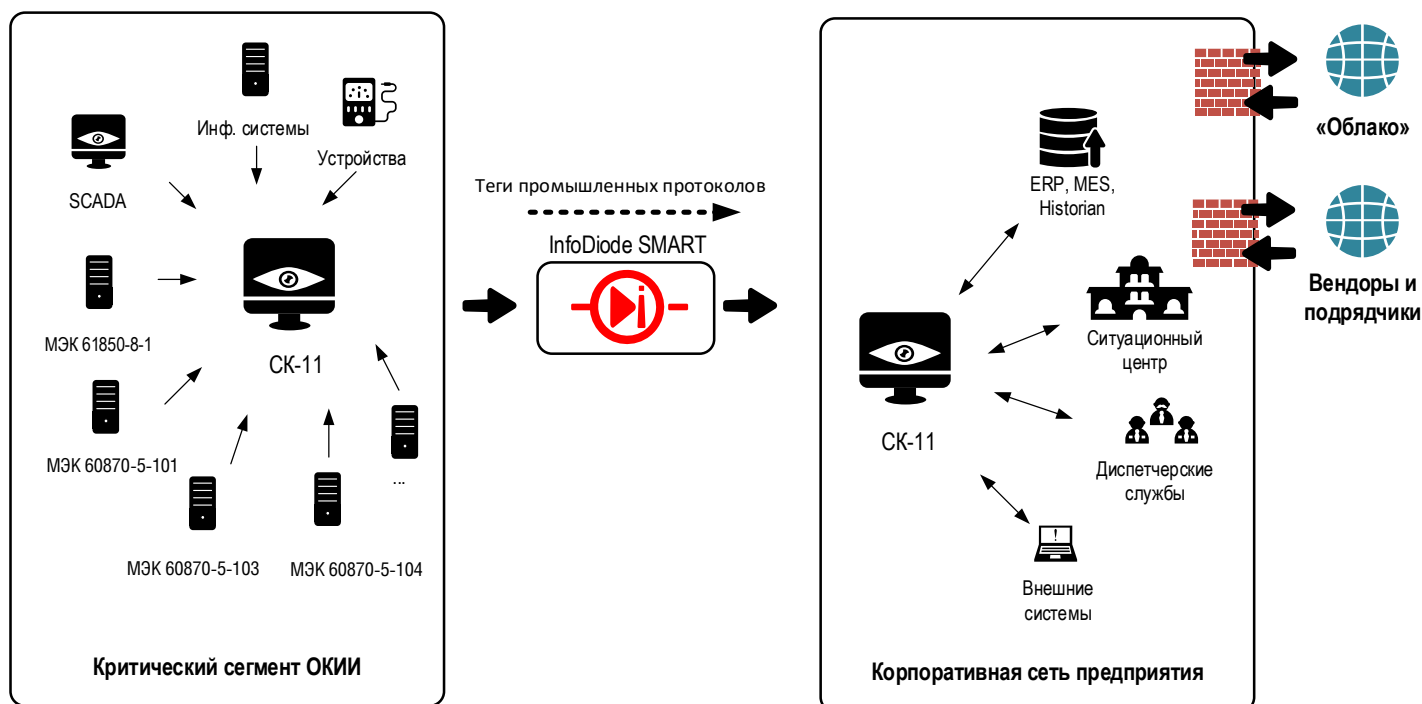 Инф. системы
Устройства
SCADA
МЭК 61850-8-1
СК-11
МЭК 60870-5-101
...
МЭК 60870-5-103
МЭК 60870-5-104
Критический сегмент ОКИИ
Теги промышленных протоколов
InfoDiode SMART
ERP, MES,
Historian
Ситуационный
центр
СК-11
Диспетчерские
службы
Внешние
системы
Корпоративная сеть предприятия
«Облако»
Вендоры и
подрядчики